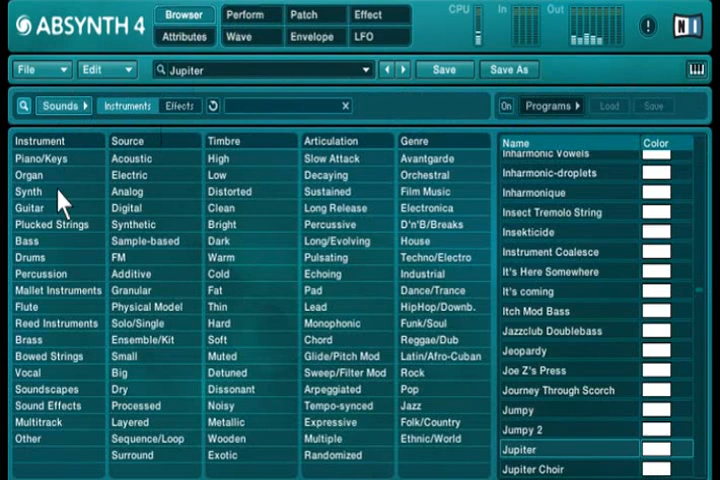 ABSYNTH 4
Browser Perform Patch Effect
Attributes Wave Envelope LFO
CPU In Out
! NI
File Edit Jupiter Save Save As
Sounds Instruments Effects x On Programs Load Save
Instrument Source Timbre Articulation Genre Name Color
Piano/Keys Acoustic High Slow Attack Avantgarde
Organ Electric Low Decaying Orchestral
Synth Analog Distorted Sustained Film Music
Guitar Digital Clean Long Release Electronica
Plucked Strings Synthetic Bright Percussive D'n'B/Breaks
Bass Sample-based Dark Long/Evolving House
Drums FM Warm Pulsating Techno/Electro
Percussion Additive Cold Echoing Industrial
Mallet Instruments Granular Fat Pad Dance/Trance
Flute Physical Model Thin Lead HipHop/Downb.
Reed Instruments Solo/Single Hard Monophonic Funk/Soul
Brass Ensemble/Kit Soft Chord Reggae/Dub
Bowed Strings Small Muted Glide/Pitch Mod Latin/Afro-Cuban
Vocal Big Detuned Sweep/Filter Mod Rock
Soundscapes Dry Dissonant Arpeggiated Pop
Sound Effects Processed Noisy Tempo-synced Jazz
Multitrack Layered Metallic Expressive Folk/Country
Other Sequence/Loop Wooden Multiple Ethnic/World
Surround Exotic Randomized
Inharmonic Vowels
Inharmonic-droplets
Inharmonique
Insect Tremolo String
Insekticide
Instrument Coalesce
It's Here Somewhere
It's coming
Itch Mod Bass
Jazzclub Doublebass
Jeopardy
Joe Z's Press
Journey Through Scorch
Jumpy
Jumpy 2
Jupiter
Jupiter Choir